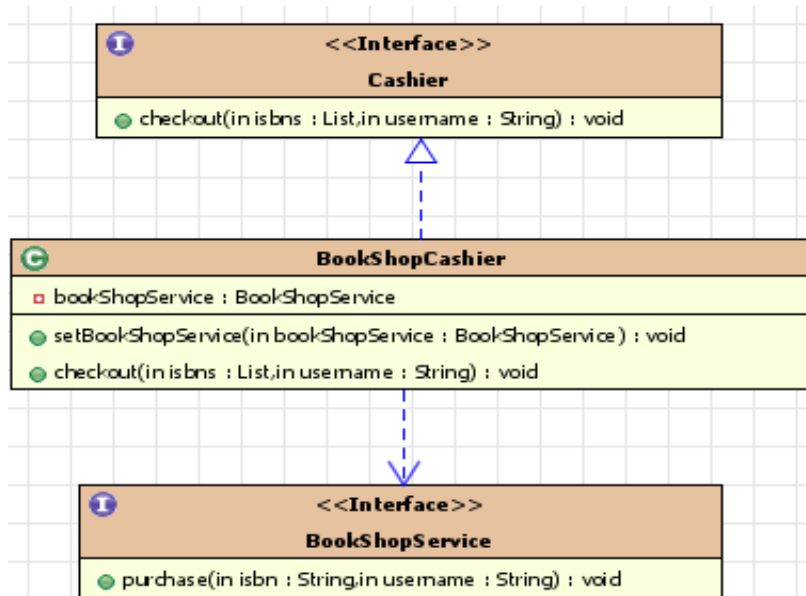 I
<<Interface>>
Cashier
checkout(in isbns : List,in username : String) : void
C
BookShopCashier
bookShopService : BookShopService
setBookShopService(in bookShopService : BookShopService) : void
checkout(in isbns : List,in username : String) : void
I
<<Interface>>
BookShopService
purchase(in isbn : String,in username : String) : void